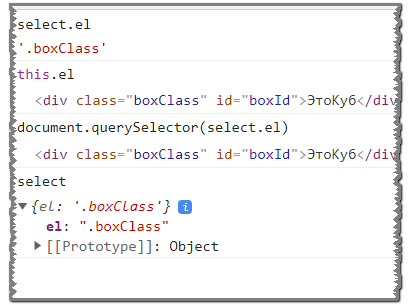 select.el
'.boxClass'
this.el
<div class="boxClass" id="boxId">ЭтоКуб</div
document.querySelector(select.el)
<div class="boxClass" id="boxId">ЭтоКуб</div
select
▼{el: '.boxClass'} i
el: ".boxClass"
▶[[Prototype]]: Object